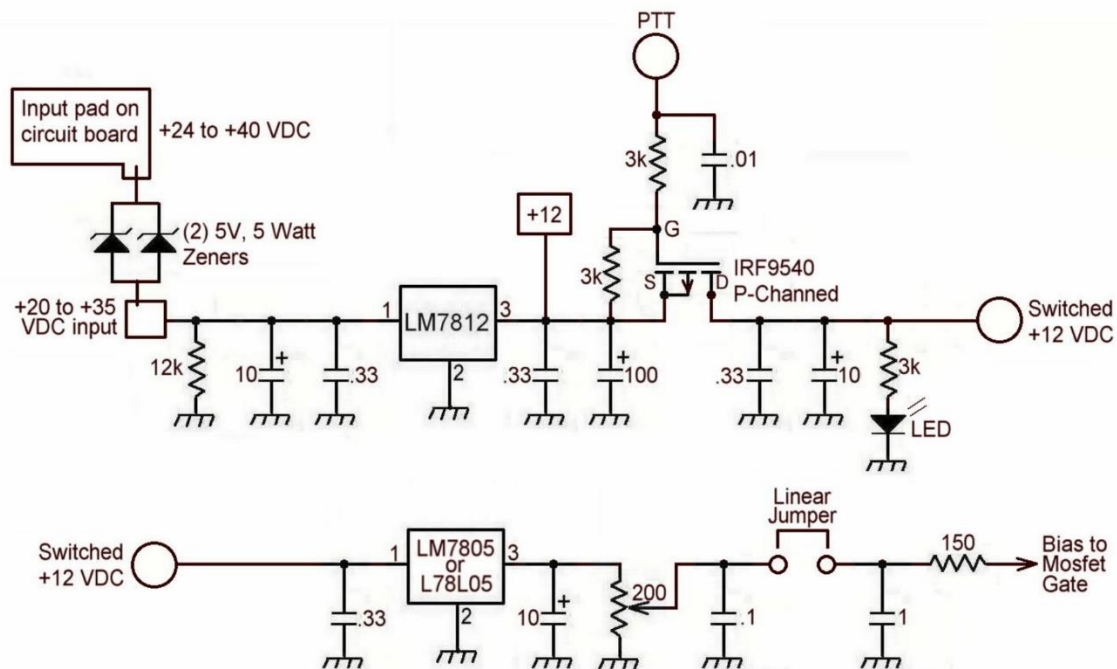 PTT
Input pad on
circuit board
+24 to +40 VDC
3k
.01
(2) 5V, 5 Watt
Zeners
+12
G
3k
S
D
IRF9540
P-Channed
+20 to +35
VDC input
1
LM7812
3
2
Switched
+12 VDC
12k
10
+
.33
.33
+
100
.33
+
10
3k
LED
Linear
Jumper
Switched
+12 VDC
1
LM7805
or
L78L05
3
2
.33
10
+
200
.1
1
150
Bias to
Mosfet
Gate